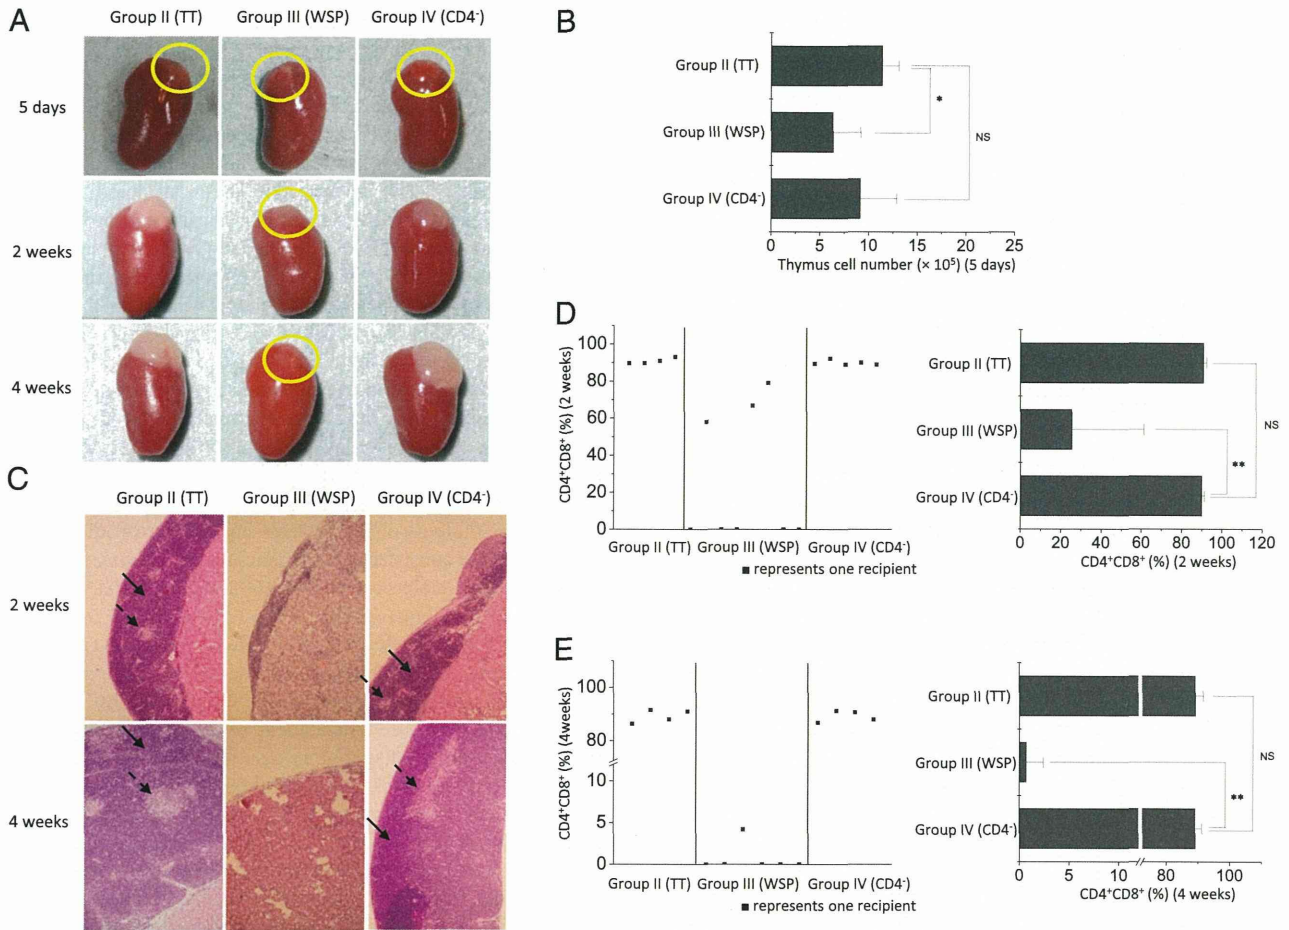 A
Group II (TT) Group III (WSP) Group IV (CD4⁻)
5 days
2 weeks
4 weeks
B
Group II (TT)
Group III (WSP)
Group IV (CD4⁻)
*
NS
0 5 10 15 20 25
Thymus cell number (× 10⁵) (5 days)
C
Group II (TT) Group III (WSP) Group IV (CD4⁻)
2 weeks
4 weeks
D
CD4⁺CD8⁺ (%) (2 weeks)
100
80
60
40
20
0
Group II (TT) Group III (WSP) Group IV (CD4⁻)
■ represents one recipient
Group II (TT)
Group III (WSP)
Group IV (CD4⁻)
NS
**
0 20 40 60 80 100 120
CD4⁺CD8⁺ (%) (2 weeks)
E
CD4⁺CD8⁺ (%) (4weeks)
100
80
10
5
0
Group II (TT) Group III (WSP) Group IV (CD4⁻)
■ represents one recipient
Group II (TT)
Group III (WSP)
Group IV (CD4⁻)
NS
**
0 5 10 80 100
CD4⁺CD8⁺ (%) (4 weeks)